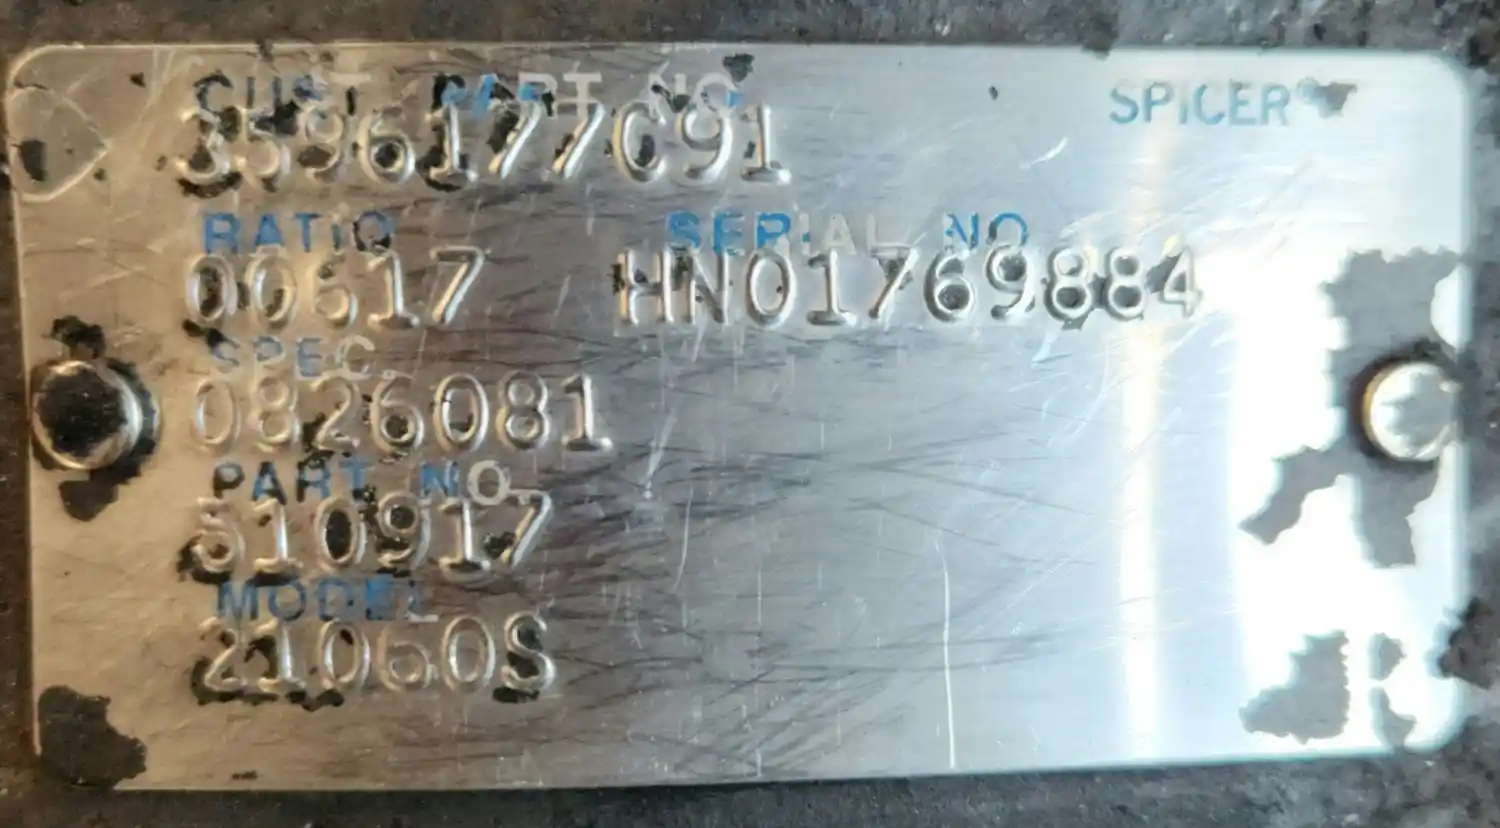 CUST PART NO SPICER®
3596177C91
RATIO SERIAL NO
00617 HN01769884
SPEC.
0826081
PART NO.
510917
MODEL
21060S